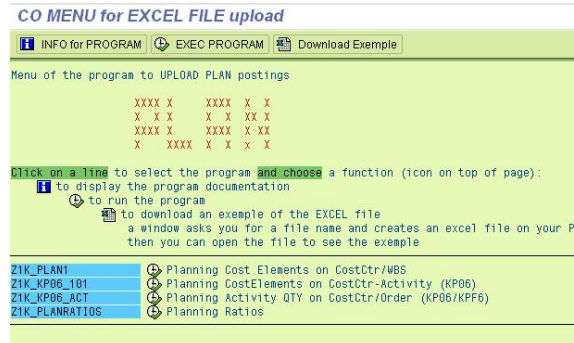 CO MENU for EXCEL FILE upload
INFO for PROGRAM EXEC PROGRAM Download Exemple
Menu of the program to UPLOAD PLAN postings
XXXX X XXXX X X
X X X X X XX X
XXXX X XXXX X XX
X XXXX X X x X
Click on a line to select the program and choose a function (icon on top of page):
to display the program documentation
to run the program
to download an exemple of the EXCEL file
a window asks you for a file name and creates an excel file on your P
then you can open the file to see the exemple
Z1K_PLAN1 Planning Cost Elements on CostCtr/WBS
Z1K_KP06_101 Planning CostElements on CostCtr-Activity (KP06)
Z1K_KP06_ACT Planning Activity QTY on CostCtr/Order (KP06/KPF6)
Z1K_PLANRATIOS Planning Ratios